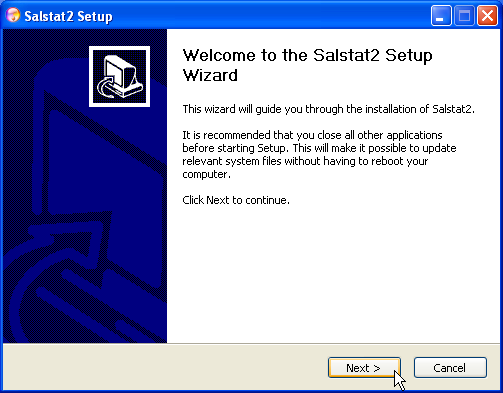 Salstat2 Setup
Welcome to the Salstat2 Setup
Wizard
This wizard will guide you through the installation of Salstat2.
It is recommended that you close all other applications
before starting Setup. This will make it possible to update
relevant system files without having to reboot your
computer.
Click Next to continue.
Next >
Cancel